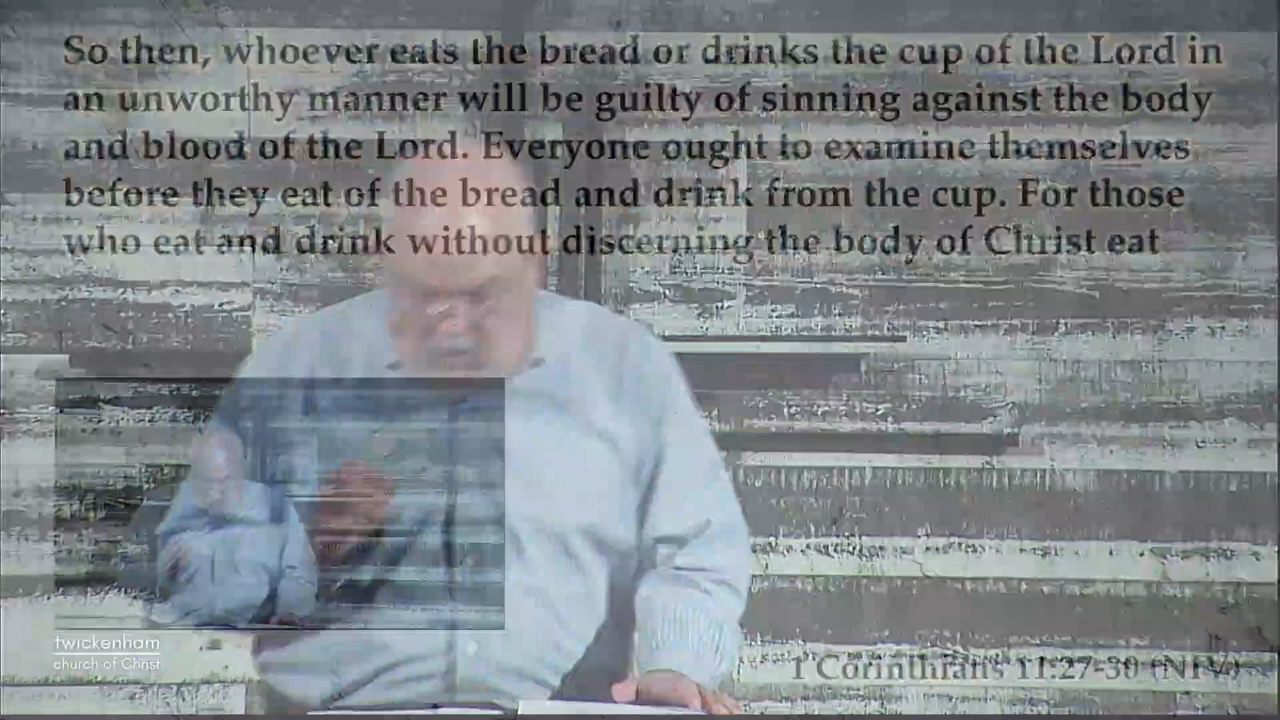 So then, whoever eats the bread or drinks the cup of the Lord in
an unworthy manner will be guilty of sinning against the body
and blood of the Lord. Everyone ought to examine themselves
before they eat of the bread and drink from the cup. For those
who eat and drink without discerning the body of Christ eat
twickenham
church of Christ
1 Corinthians 11:27-30 (NIV)